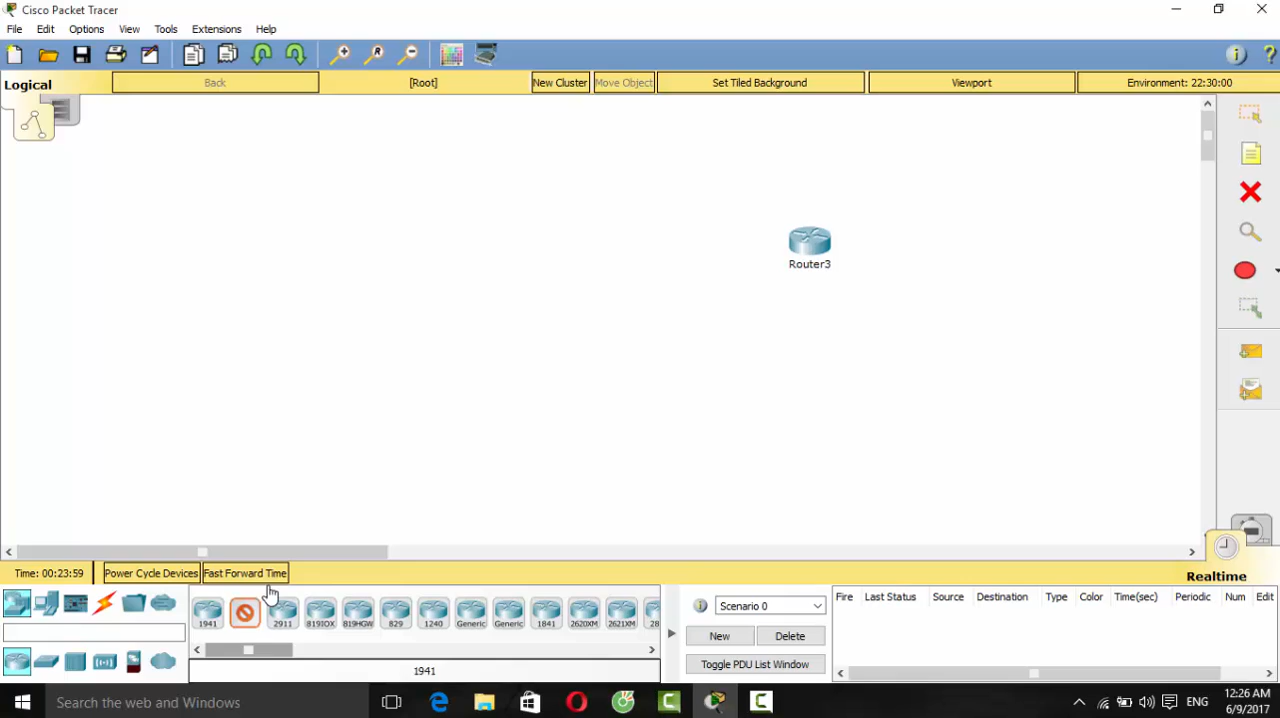 Cisco Packet Tracer
File Edit Options View Tools Extensions Help
Logical Back [Root] New Cluster Move Object Set Tiled Background Viewport Environment: 22:30:00
Router3
Time: 00:23:59 Power Cycle Devices Fast Forward Time
Realtime
1941 2911 819IOX 819HGW 829 1240 Generic Generic 1841 2620XM 2621XM 28
Scenario 0
Fire Last Status Source Destination Type Color Time(sec) Periodic Num Edit
New Delete
Toggle PDU List Window
1941
Search the web and Windows
ENG
12:26 AM
6/9/2017